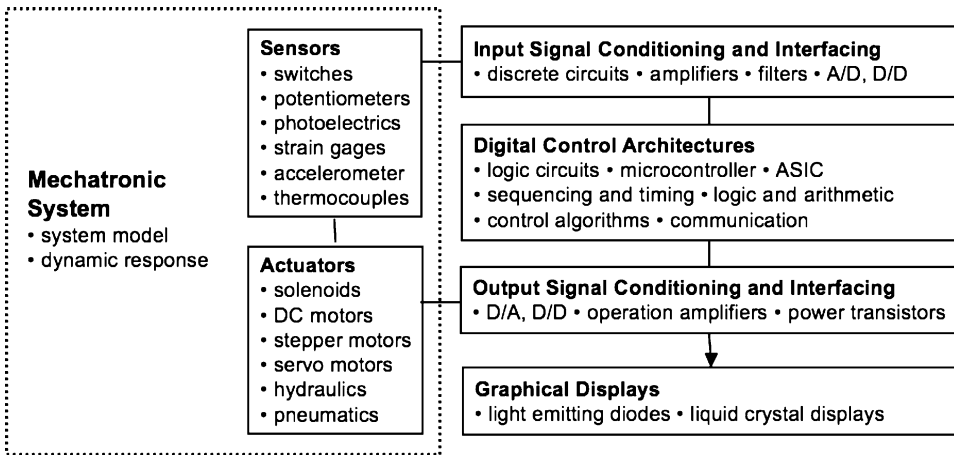 Mechatronic
System
• system model
• dynamic response
Sensors
• switches
• potentiometers
• photoelectrics
• strain gages
• accelerometer
• thermocouples
Actuators
• solenoids
• DC motors
• stepper motors
• servo motors
• hydraulics
• pneumatics
Input Signal Conditioning and Interfacing
• discrete circuits • amplifiers • filters • A/D, D/D
Digital Control Architectures
• logic circuits • microcontroller • ASIC
• sequencing and timing • logic and arithmetic
• control algorithms • communication
Output Signal Conditioning and Interfacing
• D/A, D/D • operation amplifiers • power transistors
Graphical Displays
• light emitting diodes • liquid crystal displays